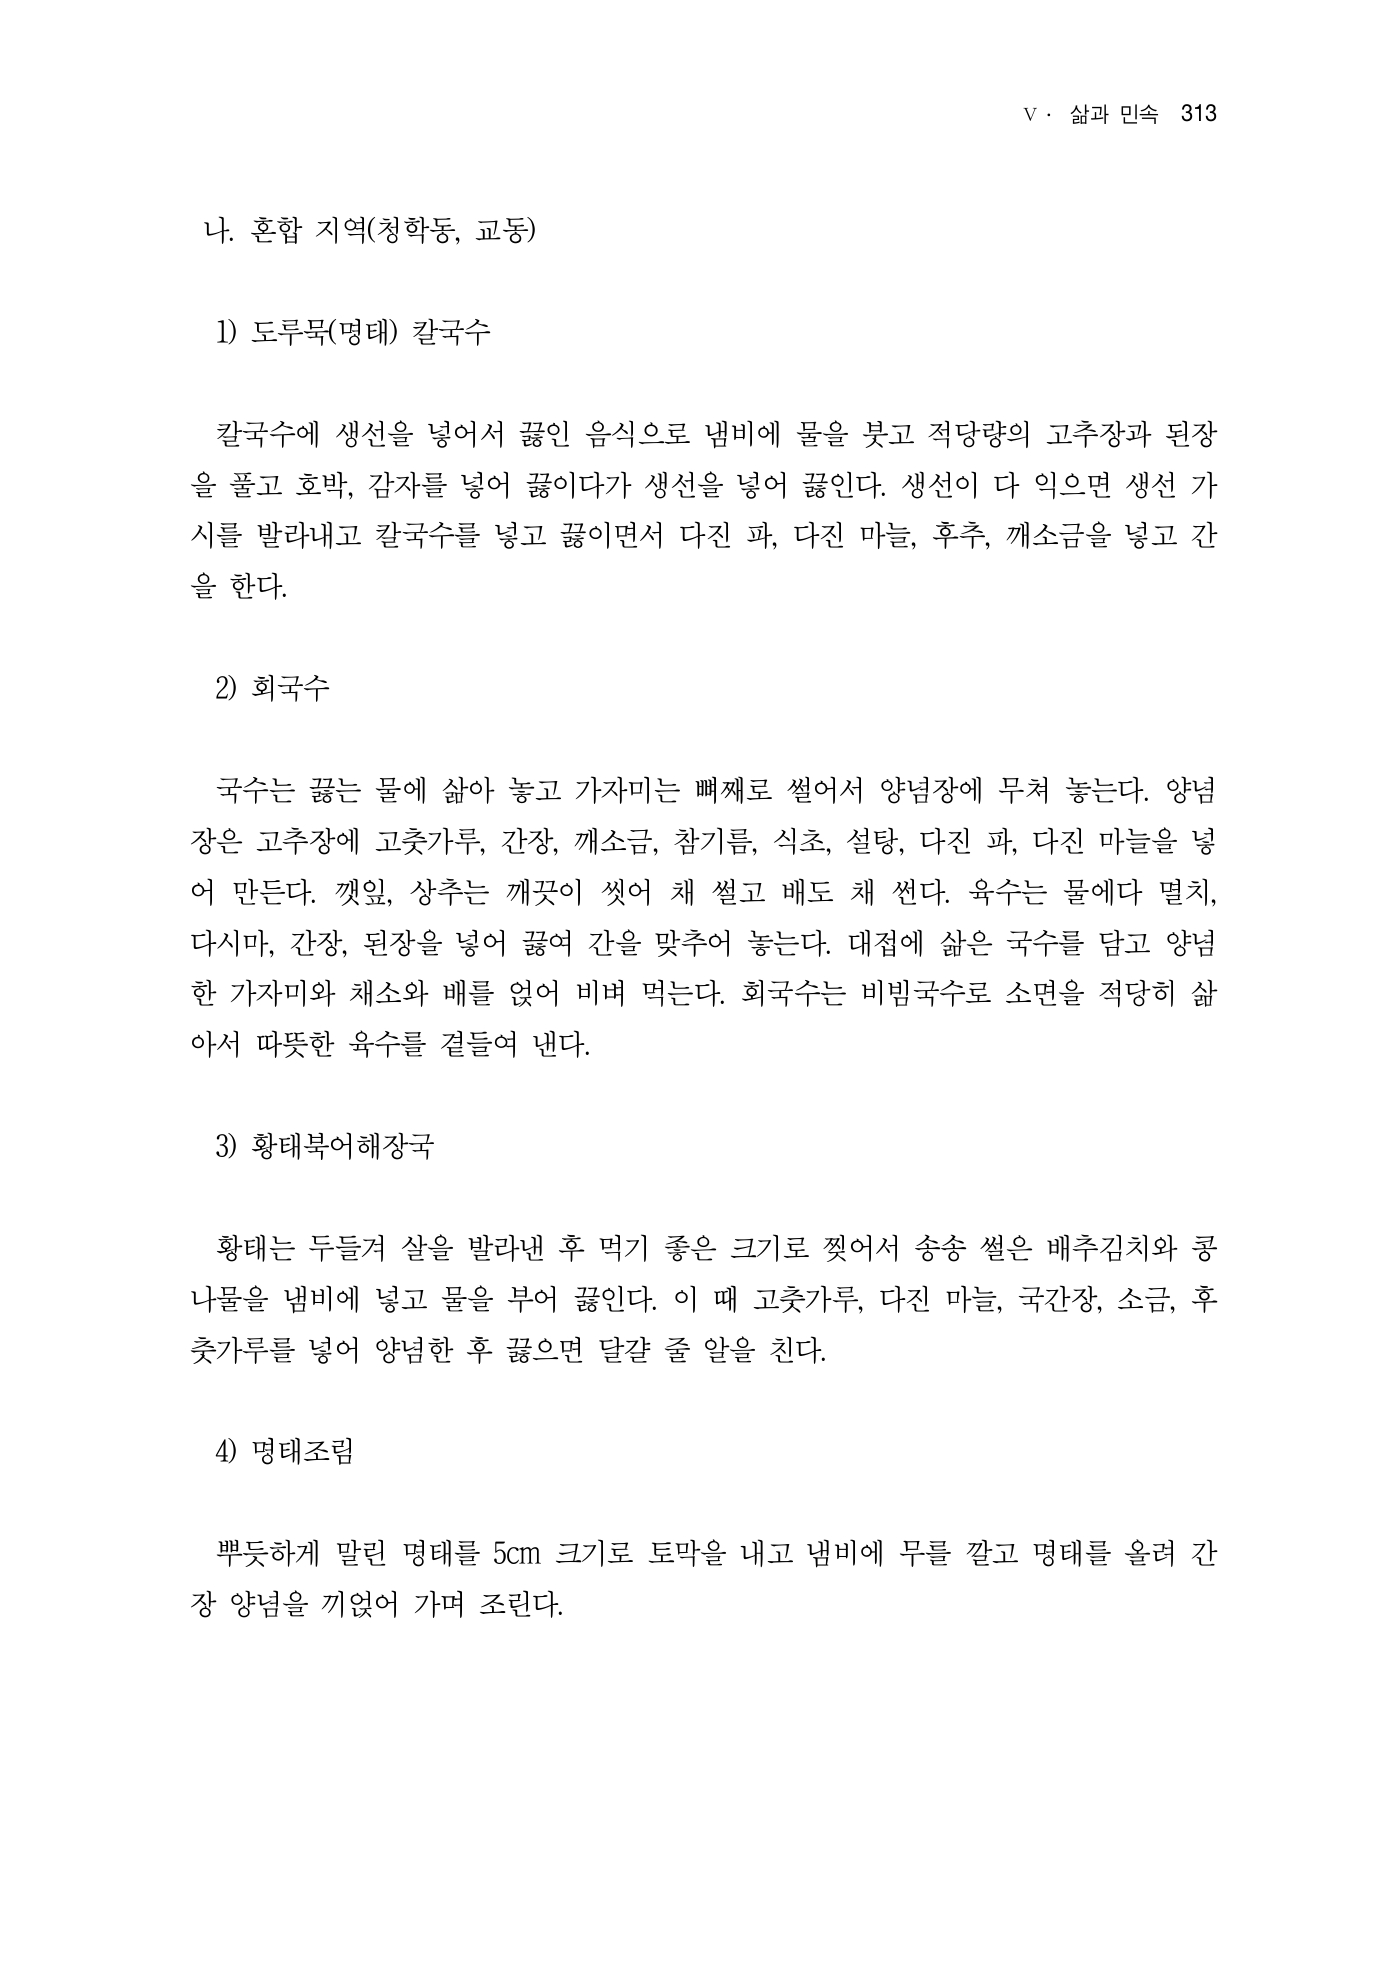 V · 삶과 민속 313
나. 혼합 지역(청학동, 교동)
1) 도루묵(명태) 칼국수
칼국수에 생선을 넣어서 끓인 음식으로 냄비에 물을 붓고 적당량의 고추장과 된장
을 풀고 호박, 감자를 넣어 끓이다가 생선을 넣어 끓인다. 생선이 다 익으면 생선 가
시를 발라내고 칼국수를 넣고 끓이면서 다진 파, 다진 마늘, 후추, 깨소금을 넣고 간
을 한다.
2) 회국수
국수는 끓는 물에 삶아 놓고 가자미는 뼈째로 썰어서 양념장에 무쳐 놓는다. 양념
장은 고추장에 고춧가루, 간장, 깨소금, 참기름, 식초, 설탕, 다진 파, 다진 마늘을 넣
어 만든다. 깻잎, 상추는 깨끗이 씻어 채 썰고 배도 채 썬다. 육수는 물에다 멸치,
다시마, 간장, 된장을 넣어 끓여 간을 맞추어 놓는다. 대접에 삶은 국수를 담고 양념
한 가자미와 채소와 배를 얹어 비벼 먹는다. 회국수는 비빔국수로 소면을 적당히 삶
아서 따뜻한 육수를 곁들여 낸다.
3) 황태북어해장국
황태는 두들겨 살을 발라낸 후 먹기 좋은 크기로 찢어서 송송 썰은 배추김치와 콩
나물을 냄비에 넣고 물을 부어 끓인다. 이 때 고춧가루, 다진 마늘, 국간장, 소금, 후
춧가루를 넣어 양념한 후 끓으면 달걀 줄 알을 친다.
4) 명태조림
뿌듯하게 말린 명태를 5cm 크기로 토막을 내고 냄비에 무를 깔고 명태를 올려 간
장 양념을 끼얹어 가며 조린다.